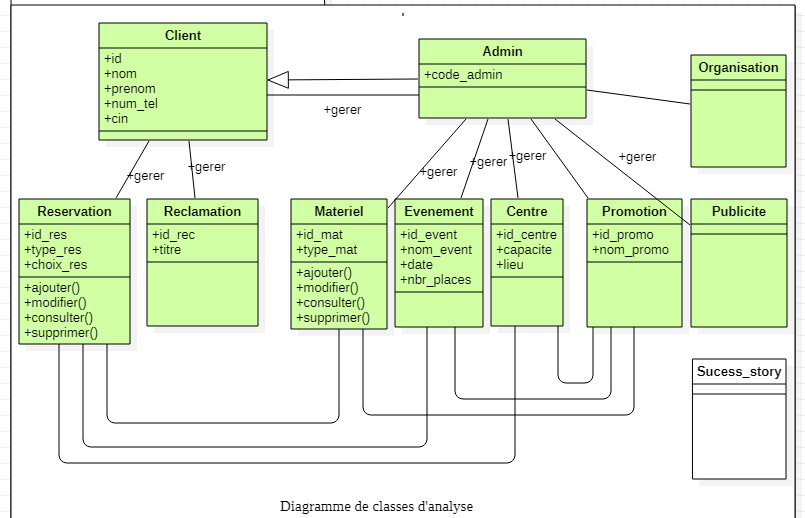 Client
+id
+nom
+prenom
+num_tel
+cin
Admin
+code_admin
Organisation
+gerer
+gerer
+gerer
+gerer
+gerer
+gerer
+gerer
Reservation
+id_res
+type_res
+choix_res
+ajouter()
+modifier()
+consulter()
+supprimer()
Reclamation
+id_rec
+titre
Materiel
+id_mat
+type_mat
+ajouter()
+modifier()
+consulter()
+supprimer()
Evenement
+id_event
+nom_event
+date
+nbr_places
Centre
+id_centre
+capacite
+lieu
Promotion
+id_promo
+nom_promo
Publicite
Sucess_story
Diagramme de classes d'analyse